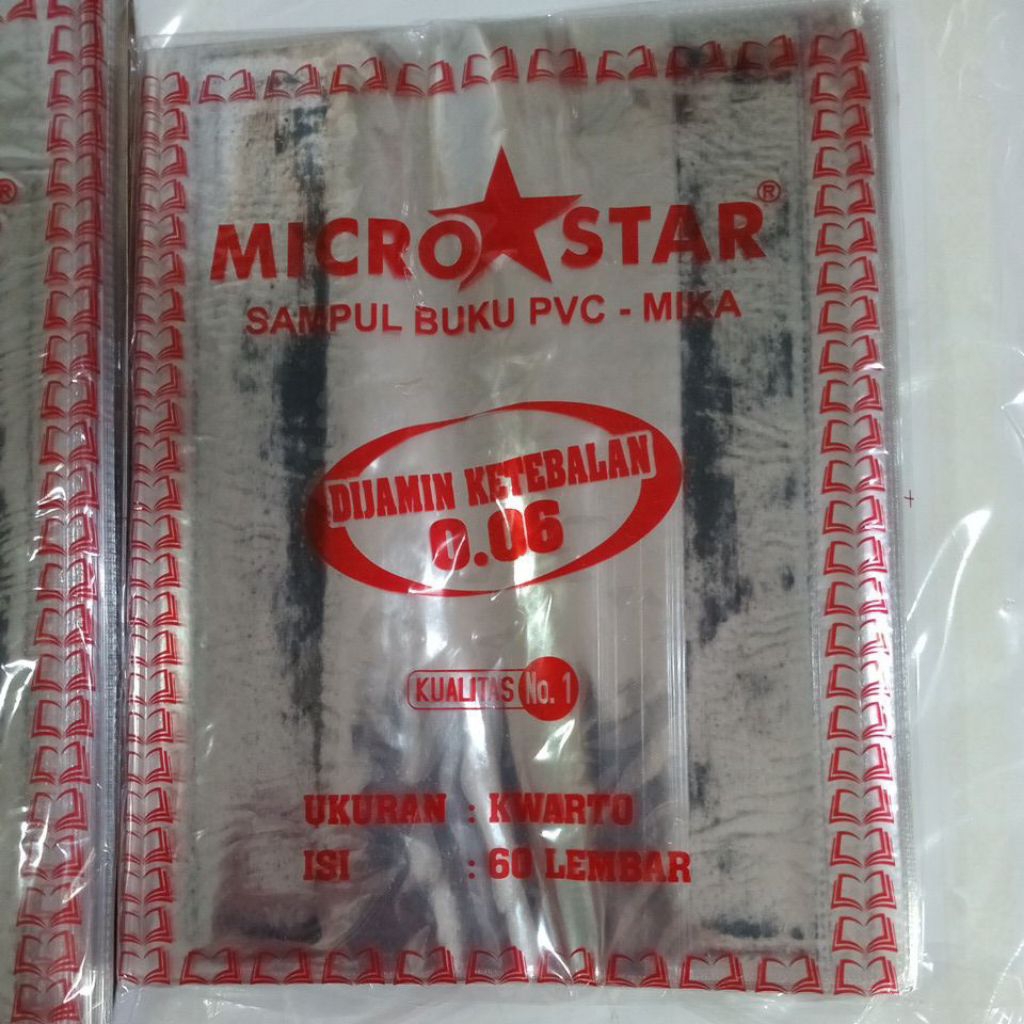 MICRO STAR ®
SAMPUL BUKU PVC - MIKA
DIJAMIN KETEBALAN
0.06
KUALITAS No. 1
UKURAN : KWARTO
ISI : 60 LEMBAR
®